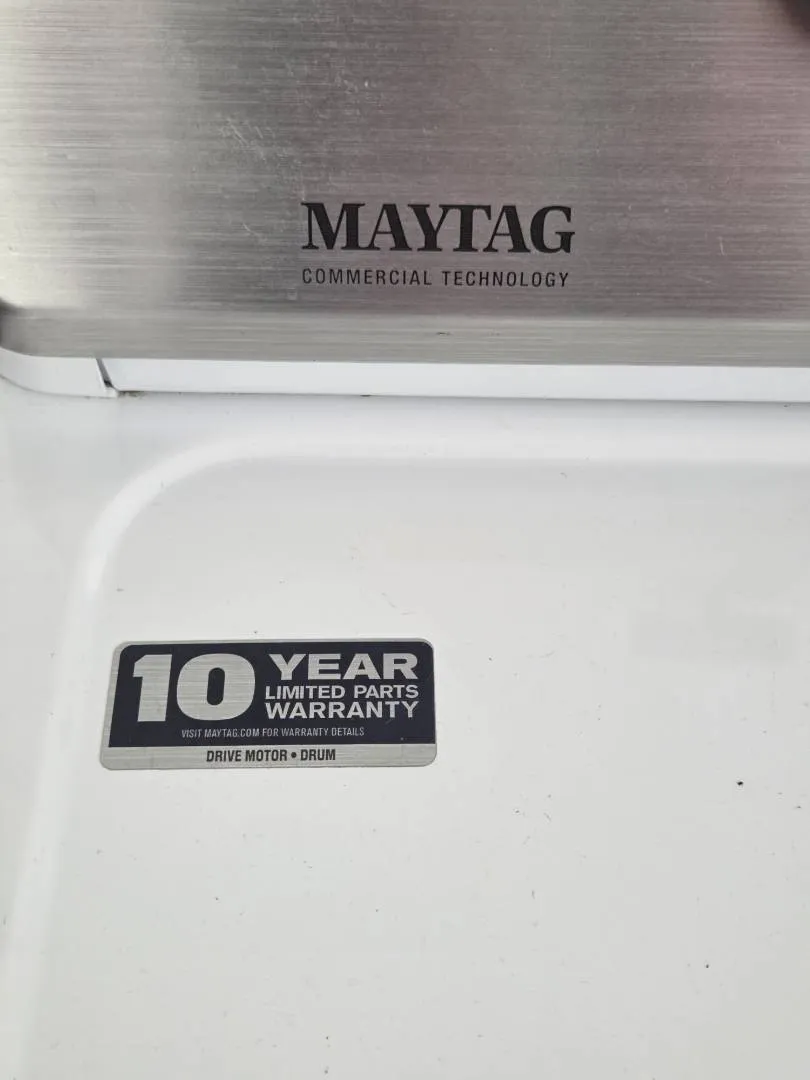 MAYTAG
COMMERCIAL TECHNOLOGY
10 YEAR
LIMITED PARTS
WARRANTY
VISIT MAYTAG.COM FOR WARRANTY DETAILS
DRIVE MOTOR • DRUM